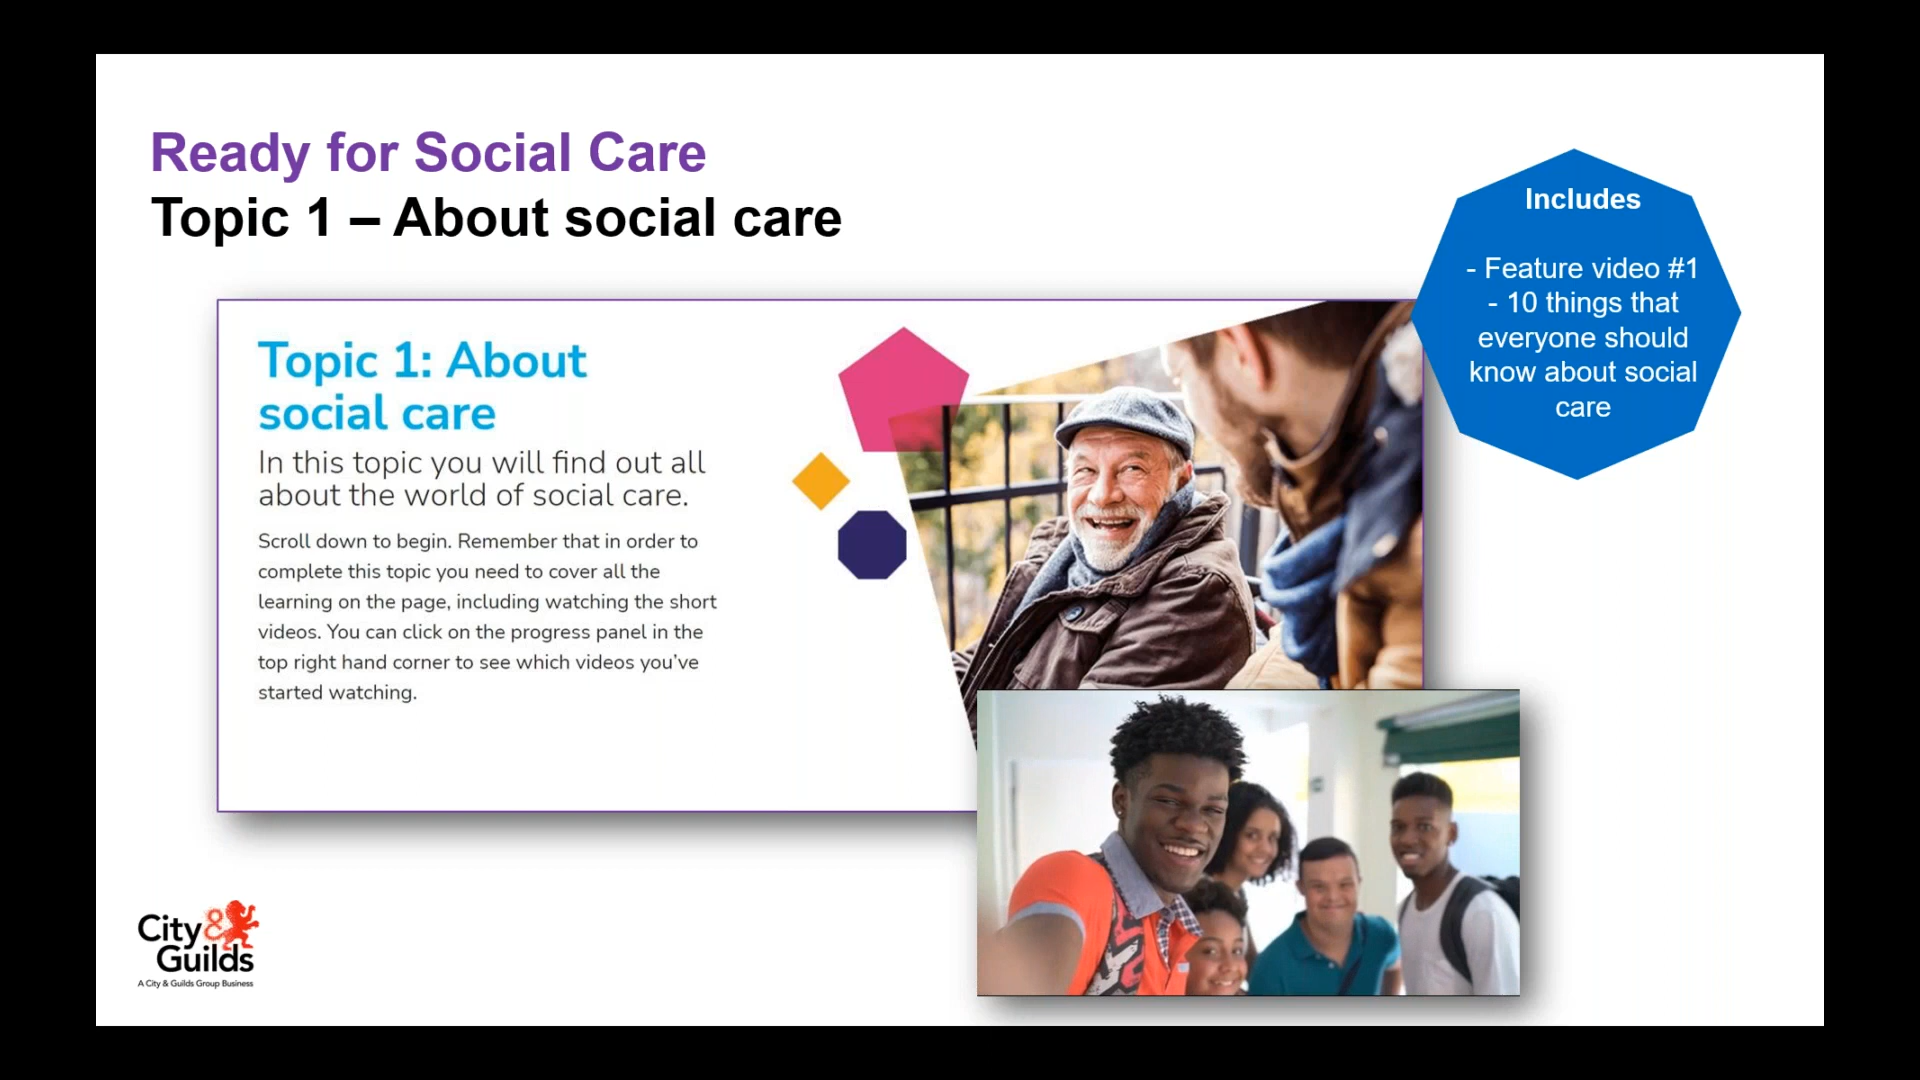 Ready for Social Care
Topic 1 – About social care
Includes
- Feature video #1
- 10 things that
everyone should
know about social
care
Topic 1: About
social care
In this topic you will find out all
about the world of social care.
Scroll down to begin. Remember that in order to
complete this topic you need to cover all the
learning on the page, including watching the short
videos. You can click on the progress panel in the
top right hand corner to see which videos you've
started watching.
City&
Guilds
A City & Guilds Group Business